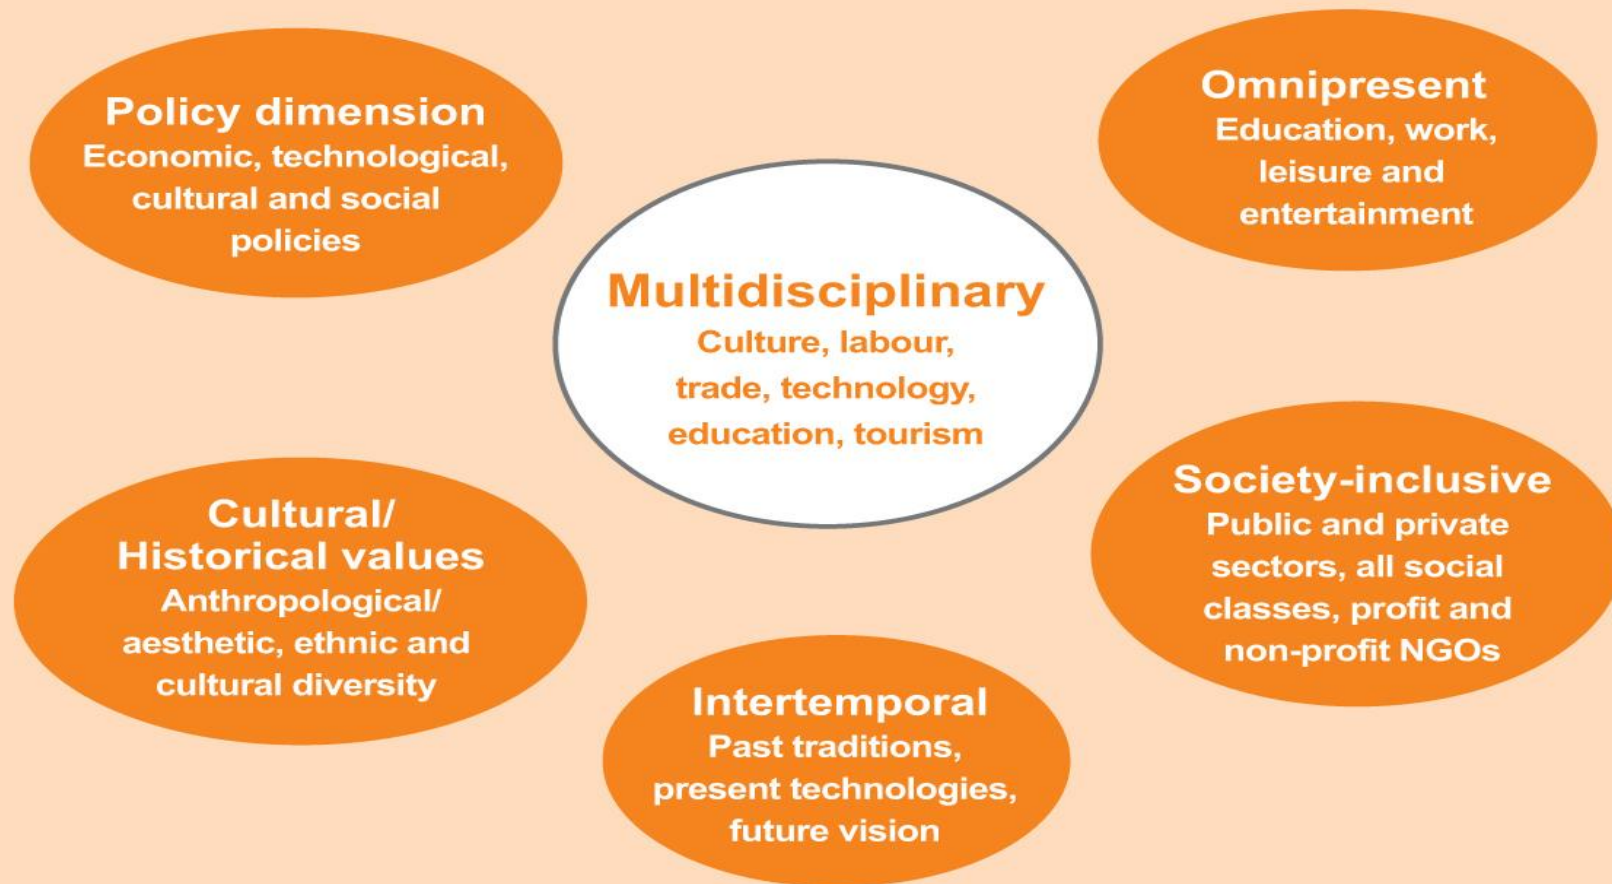 Policy dimension
Economic, technological,
cultural and social
policies
Omnipresent
Education, work,
leisure and
entertainment
Multidisciplinary
Culture, labour,
trade, technology,
education, tourism
Cultural/
Historical values
Anthropological/
aesthetic, ethnic and
cultural diversity
Society-inclusive
Public and private
sectors, all social
classes, profit and
non-profit NGOs
Intertemporal
Past traditions,
present technologies,
future vision